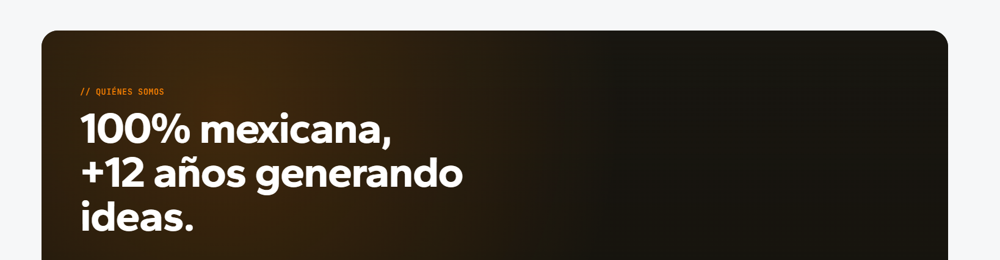 // QUIÉNES SOMOS
100% mexicana,
+12 años generando
ideas.